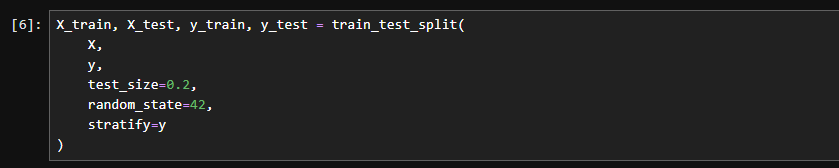 [6]: X_train, X_test, y_train, y_test = train_test_split(
    X,
    y,
    test_size=0.2,
    random_state=42,
    stratify=y
)